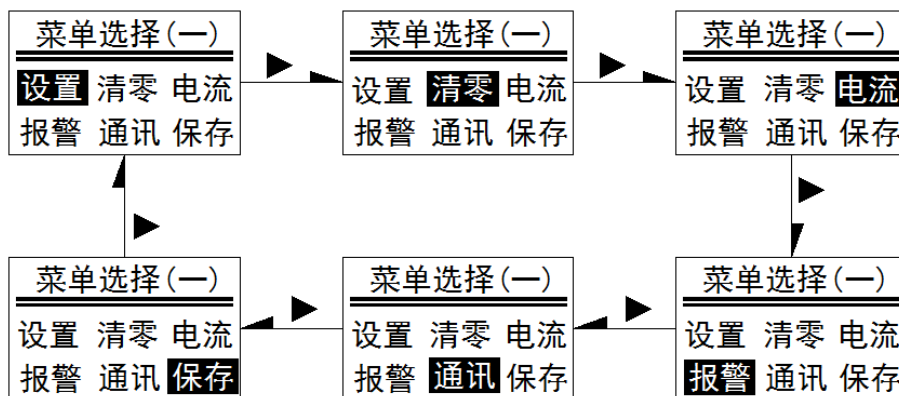 菜单选择(一)
设置 清零 电流
报警 通讯 保存
菜单选择(一)
设置 清零 电流
报警 通讯 保存
菜单选择(一)
设置 清零 电流
报警 通讯 保存
菜单选择(一)
设置 清零 电流
报警 通讯 保存
菜单选择(一)
设置 清零 电流
报警 通讯 保存
菜单选择(一)
设置 清零 电流
报警 通讯 保存